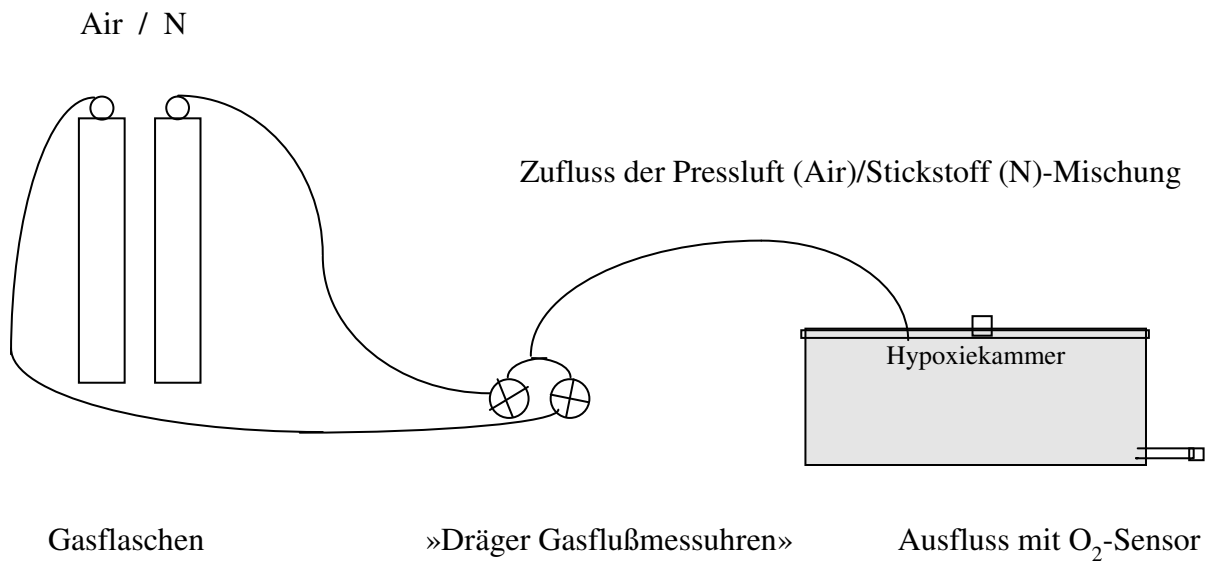 Air / N
Zufluss der Pressluft (Air)/Stickstoff (N)-Mischung
Hypoxiekammer
Gasflaschen
»Dräger Gasflußmessuhren»
Ausfluss mit O₂-Sensor